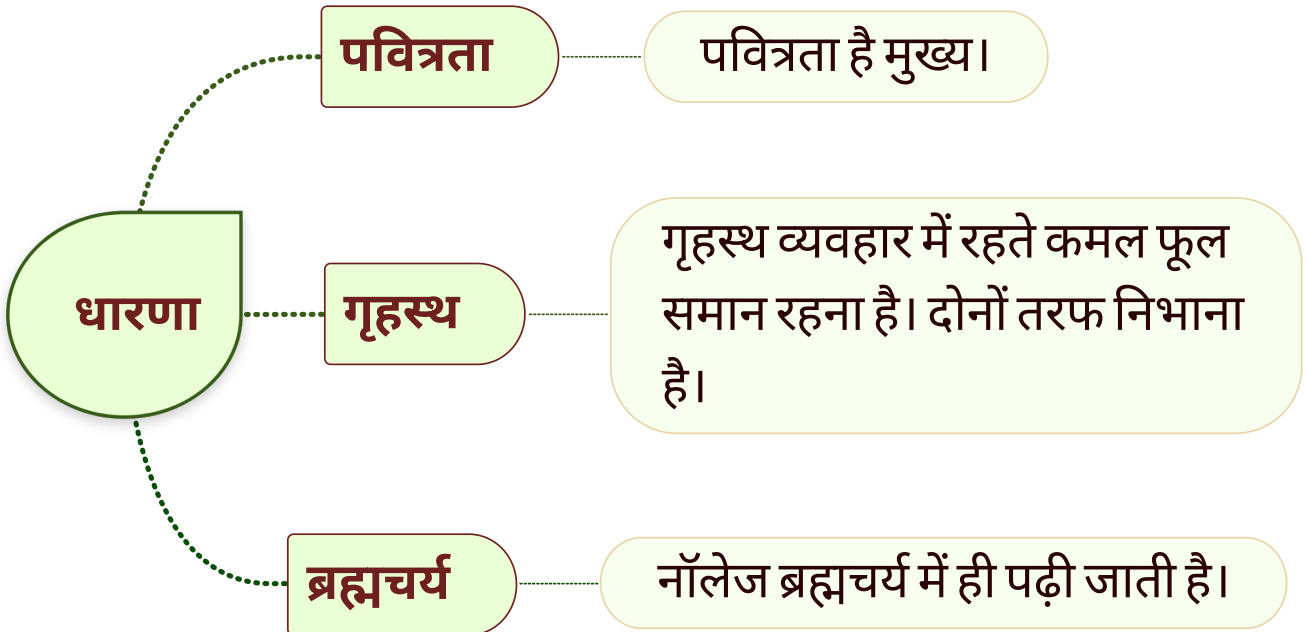 पवित्रता
पवित्रता है मुख्य।
धारणा
गृहस्थ
गृहस्थ व्यवहार में रहते कमल फूल
समान रहना है। दोनों तरफ निभाना
है।
ब्रह्मचर्य
नॉलेज ब्रह्मचर्य में ही पढ़ी जाती है।